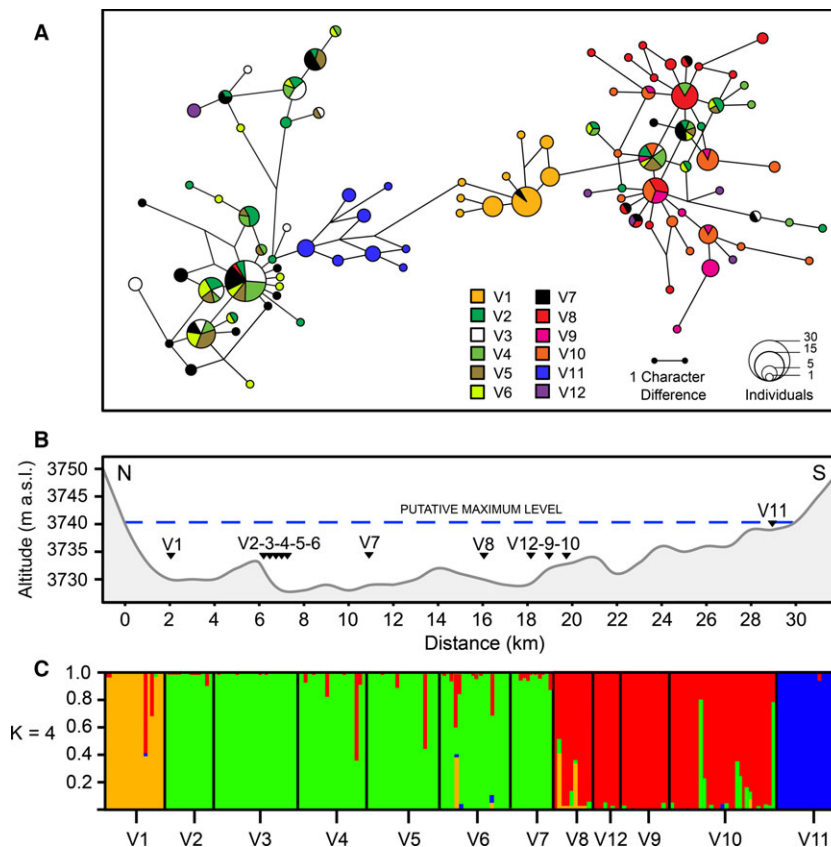 A
V1 V7
V2 V8
V3 V9
V4 V10
V5 V11
V6 V12
1 Character
Difference
30
15
5
1
Individuals
B
N
S
Altitude (m a.s.l.)
3750
3745
3740
3735
3730
PUTATIVE MAXIMUM LEVEL
V1 V2-3-4-5-6 V7 V8 V12-9-10 V11
0 2 4 6 8 10 12 14 16 18 20 22 24 26 28 30
Distance (km)
C
K = 4
1.0
0.8
0.6
0.4
0.2
V1 V2 V3 V4 V5 V6 V7 V8 V12 V9 V10 V11